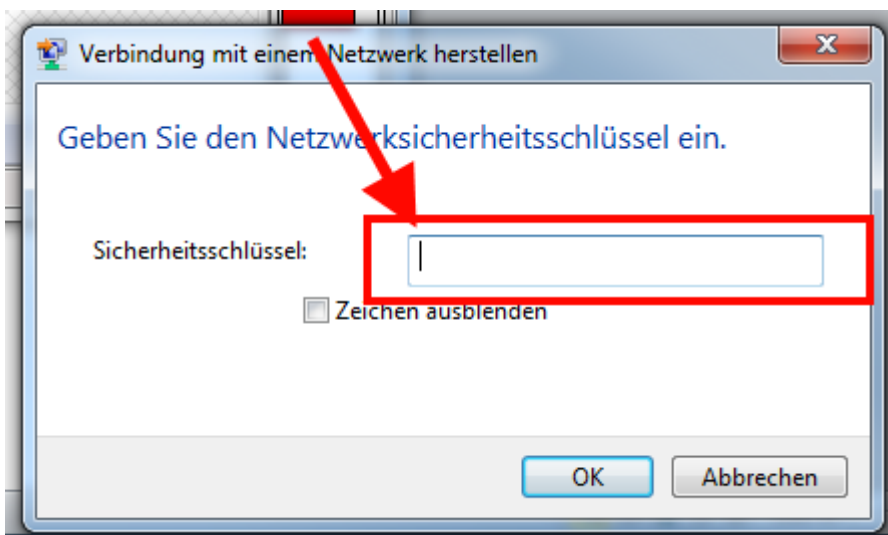 Verbindung mit einem Netzwerk herstellen
Geben Sie den Netzwerksicherheitsschlüssel ein.
Sicherheitsschlüssel:
Zeichen ausblenden
OK Abbrechen